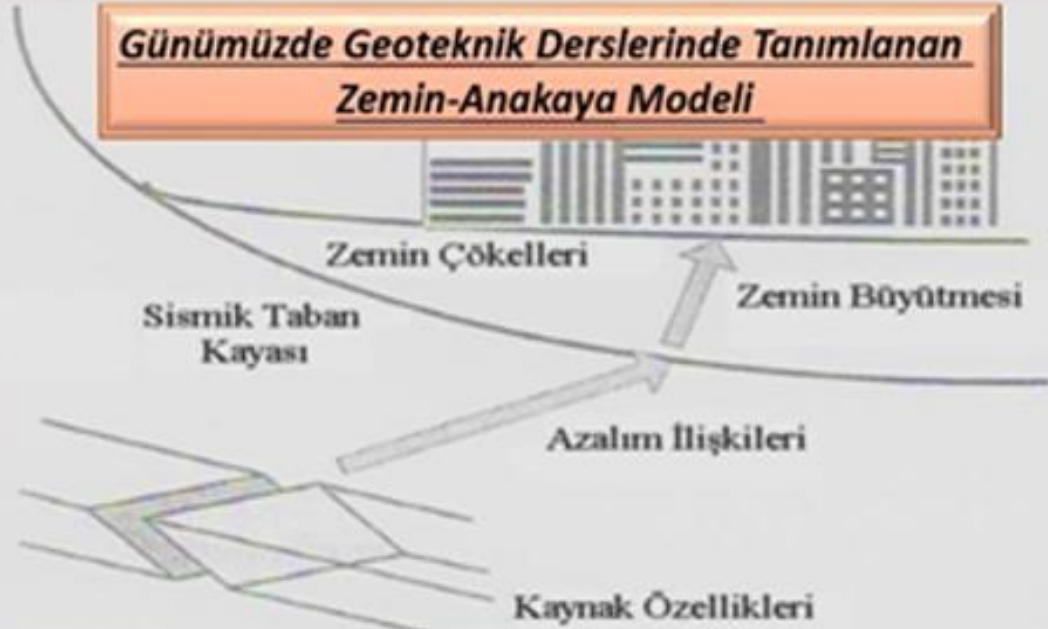 Günümüzde Geoteknik Derslerinde Tanımlanan
Zemin-Anakaya Modeli
Zemin Çökelleri
Zemin Büyütmesi
Sismik Taban
Kayası
Azalım İlişkileri
Kaynak Özellikleri